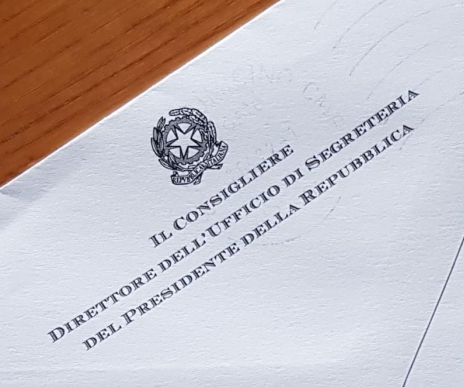 IL CONSIGLIERE
DIRETTORE DELL'UFFICIO DI SEGRETERIA
DEL PRESIDENTE DELLA REPUBBLICA